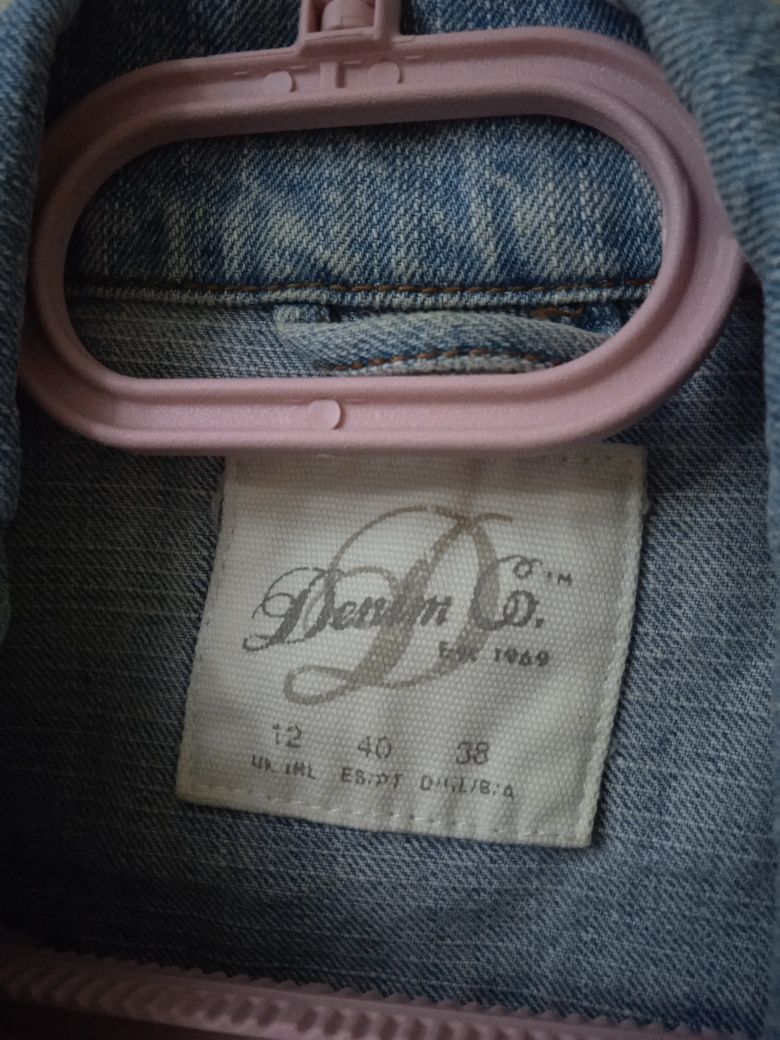 D
Denim Co.™
Est. 1969
12 40 38
UK IRL ES/PT D/NL/B/A